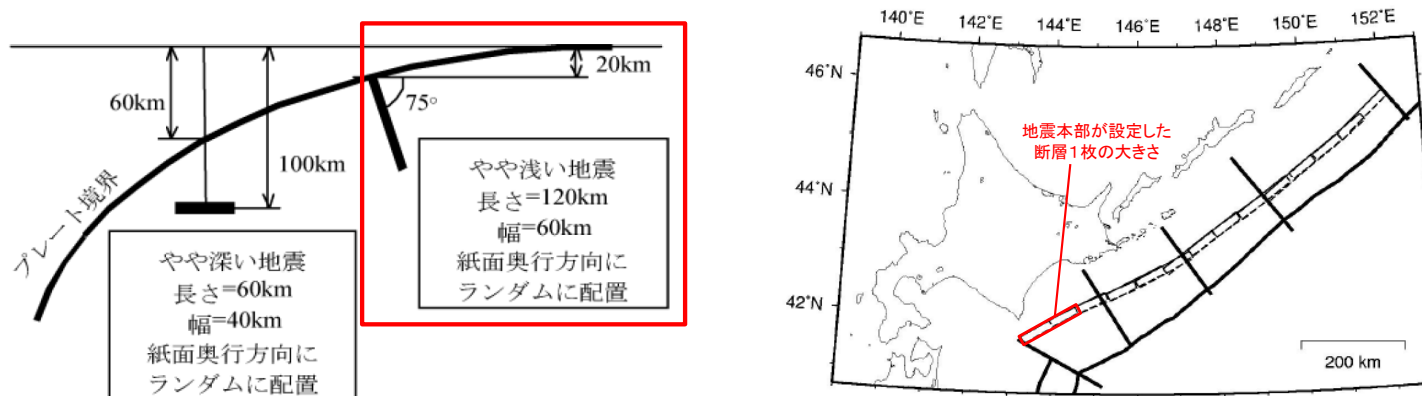 60km
100km
20km
75°
プレート境界
やや深い地震
長さ=60km
幅=40km
紙面奥行方向に
ランダムに配置
やや浅い地震
長さ=120km
幅=60km
紙面奥行方向に
ランダムに配置
140°E
142°E
144°E
146°E
148°E
150°E
152°E
46°N
44°N
42°N
地震本部が設定した
断層１枚の大きさ
200 km